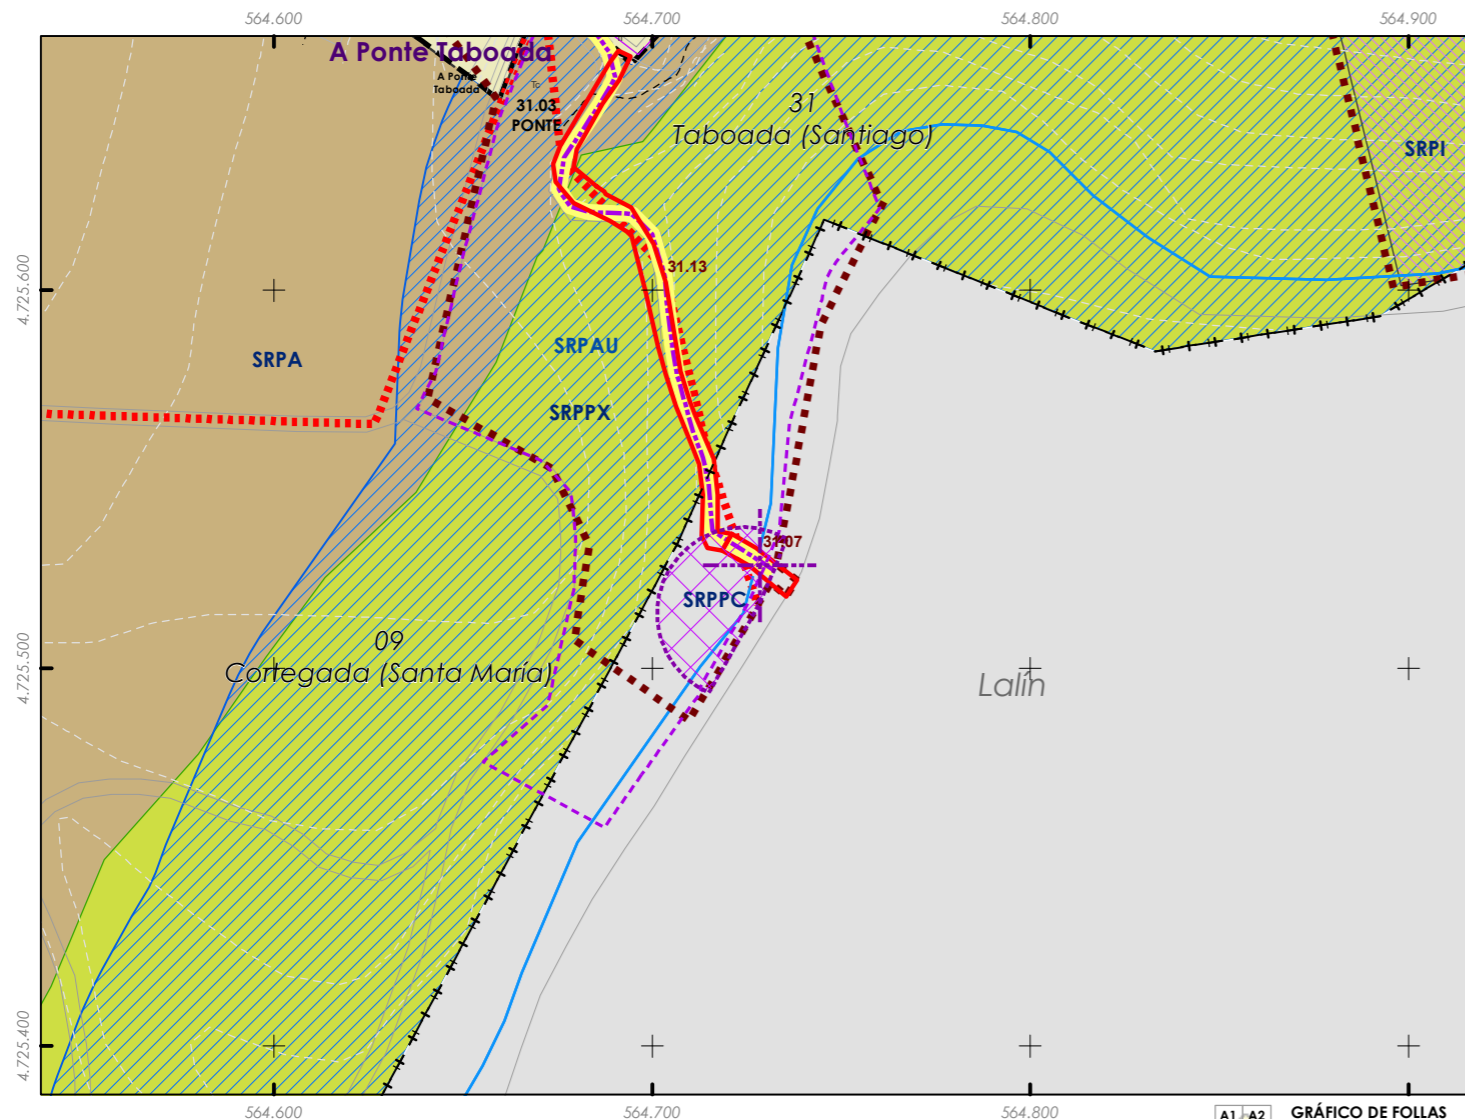 564.600
564.700
564.800
564.900
A Ponte Taboada
A Ponte
Taboada
Tc
31.03
PONTE
31
Taboada (Santiago)
SRPI
4.725.600
31.13
SRPAU
SRPA
SRPPX
31.07
SRPPC
09
Cortegada (Santa María)
4.725.500
Lalín
4.725.400
564.600
564.700
564.800
A1 A2
GRÁFICO DE FOLLAS